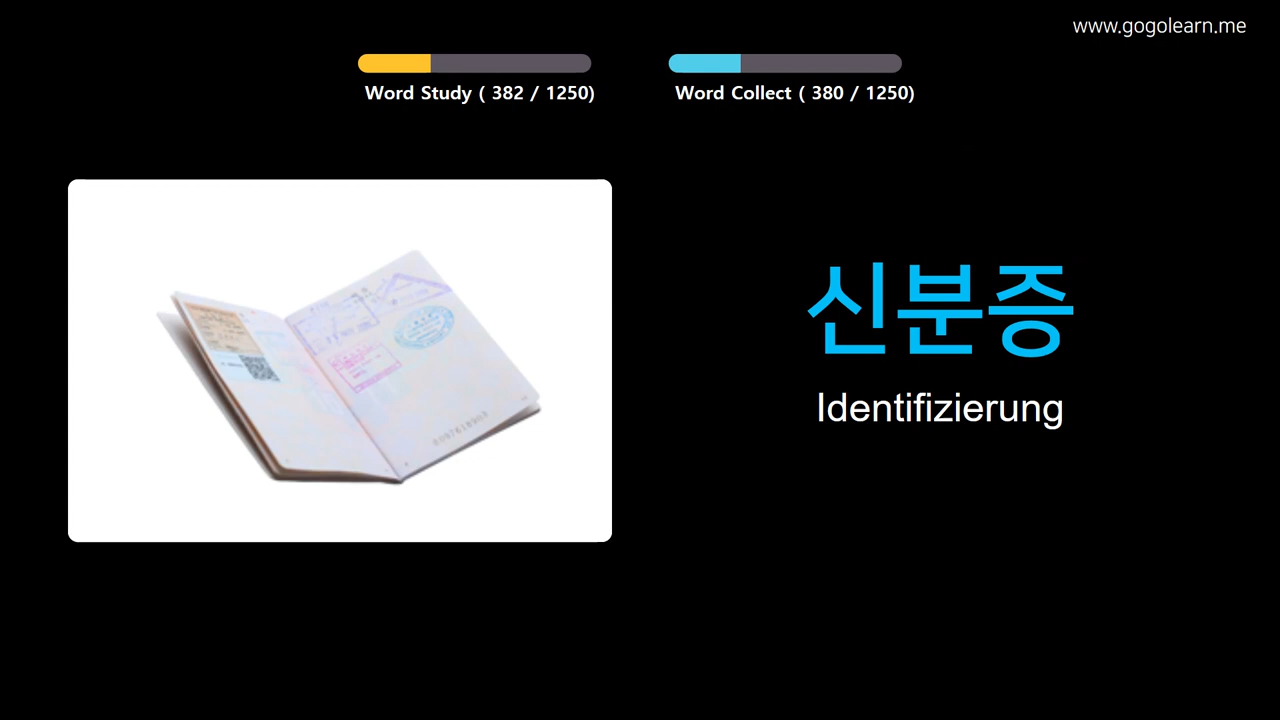 www.gogolearn.me
Word Study ( 382 / 1250)
Word Collect ( 380 / 1250)
신분증
Identifizierung